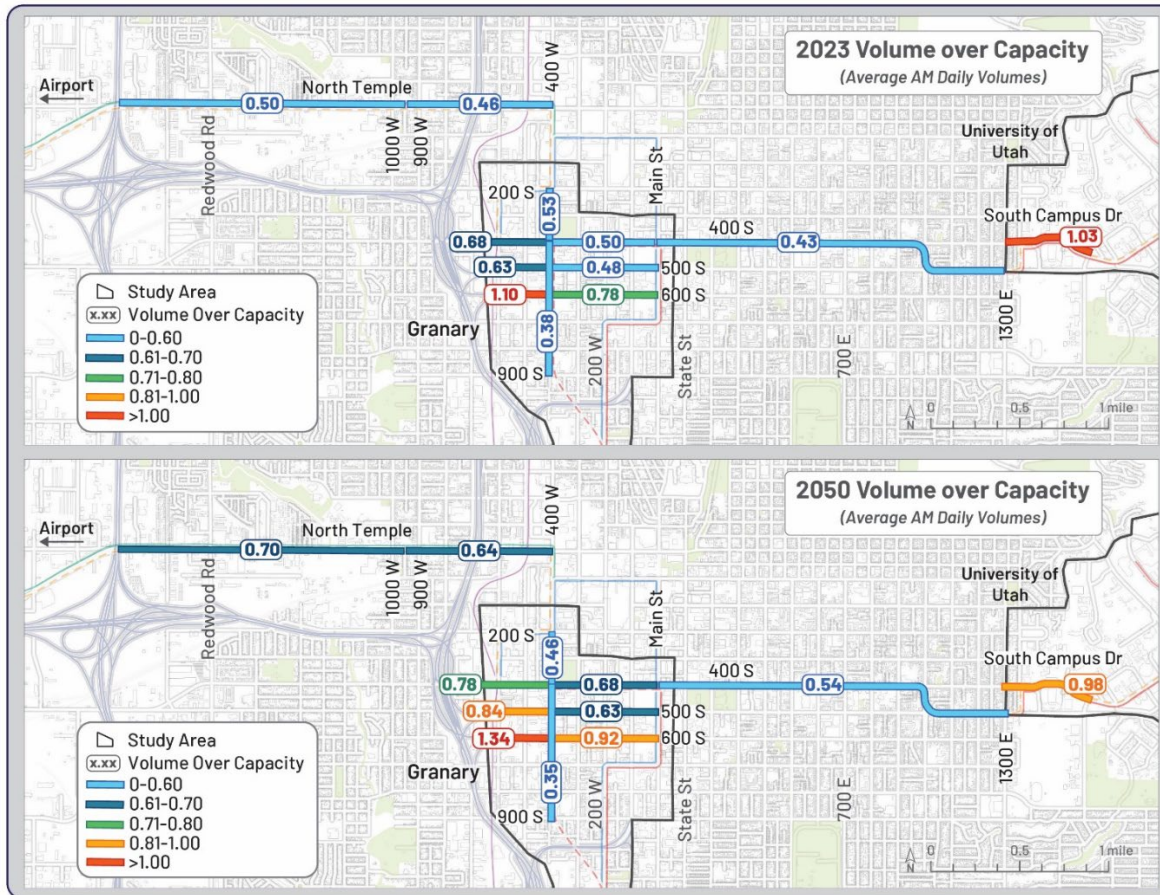 2023 Volume over Capacity
(Average AM Daily Volumes)
400 W
Airport
North Temple
0.50
0.46
Redwood Rd
1000 W
900 W
University of
Utah
200 S
0.53
Main St
South Campus Dr
1.03
400 S
0.68
0.50
0.43
0.63
0.48
500 S
1.10
0.78
600 S
Granary
0.38
900 S
200 W
State St
700 E
1300 E
Study Area
x.xx Volume Over Capacity
0-0.60
0.61-0.70
0.71-0.80
0.81-1.00
>1.00
N
0
0.5
1 mile
2050 Volume over Capacity
(Average AM Daily Volumes)
400 W
Airport
North Temple
0.70
0.64
Redwood Rd
1000 W
900 W
University of
Utah
200 S
0.46
Main St
South Campus Dr
0.98
400 S
0.78
0.68
0.54
0.84
0.63
500 S
1.34
0.92
600 S
Granary
0.35
900 S
200 W
State St
700 E
1300 E
Study Area
x.xx Volume Over Capacity
0-0.60
0.61-0.70
0.71-0.80
0.81-1.00
>1.00
N
0
0.5
1 mile